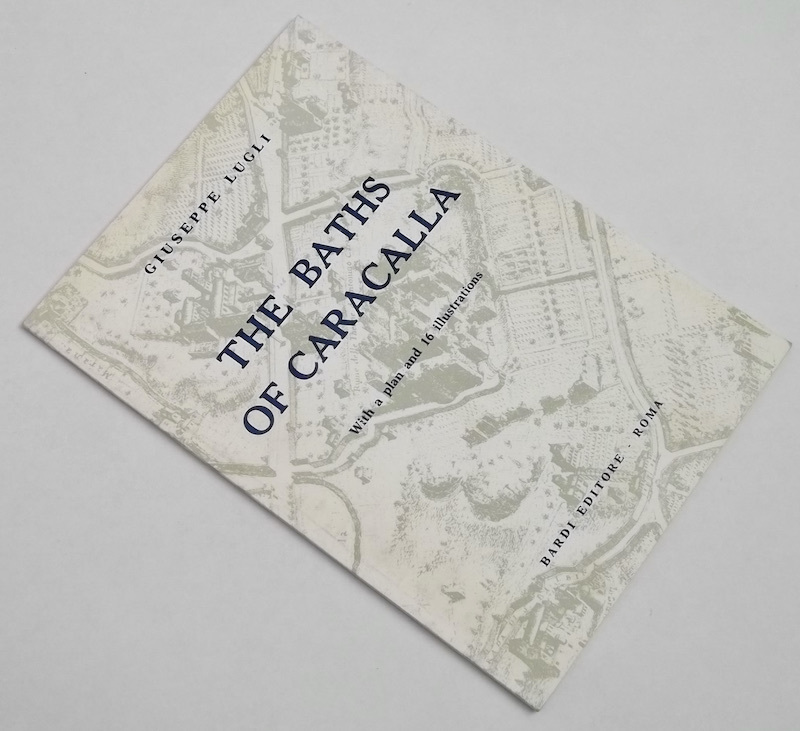 GIUSEPPE LUGLI
THE BATHS
OF CARACALLA
With a plan and 16 illustrations
BARDI EDITORE · ROMA